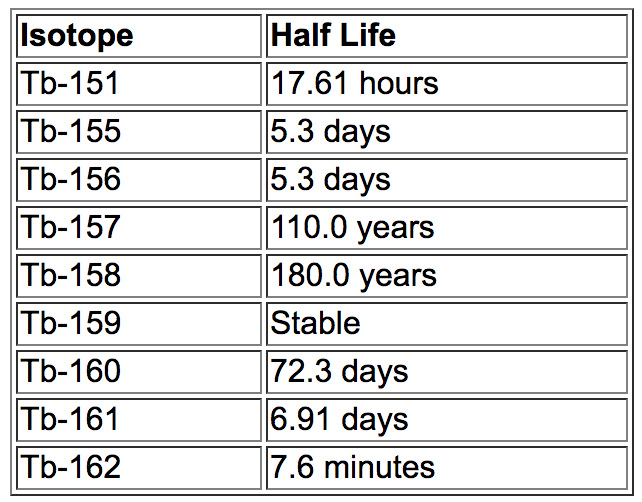 Isotope Half Life
Tb-151 17.61 hours
Tb-155 5.3 days
Tb-156 5.3 days
Tb-157 110.0 years
Tb-158 180.0 years
Tb-159 Stable
Tb-160 72.3 days
Tb-161 6.91 days
Tb-162 7.6 minutes